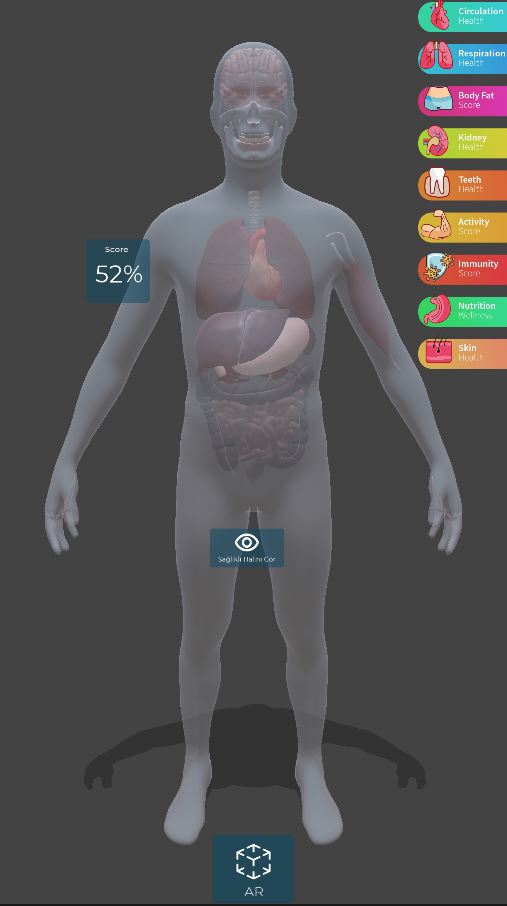 Circulation
Health
Respiration
Health
Body Fat
Score
Kidney
Health
Teeth
Health
Activity
Score
Immunity
Score
Nutrition
Wellness
Skin
Health
Score
52%
Sağlıklı Halini Gör
AR